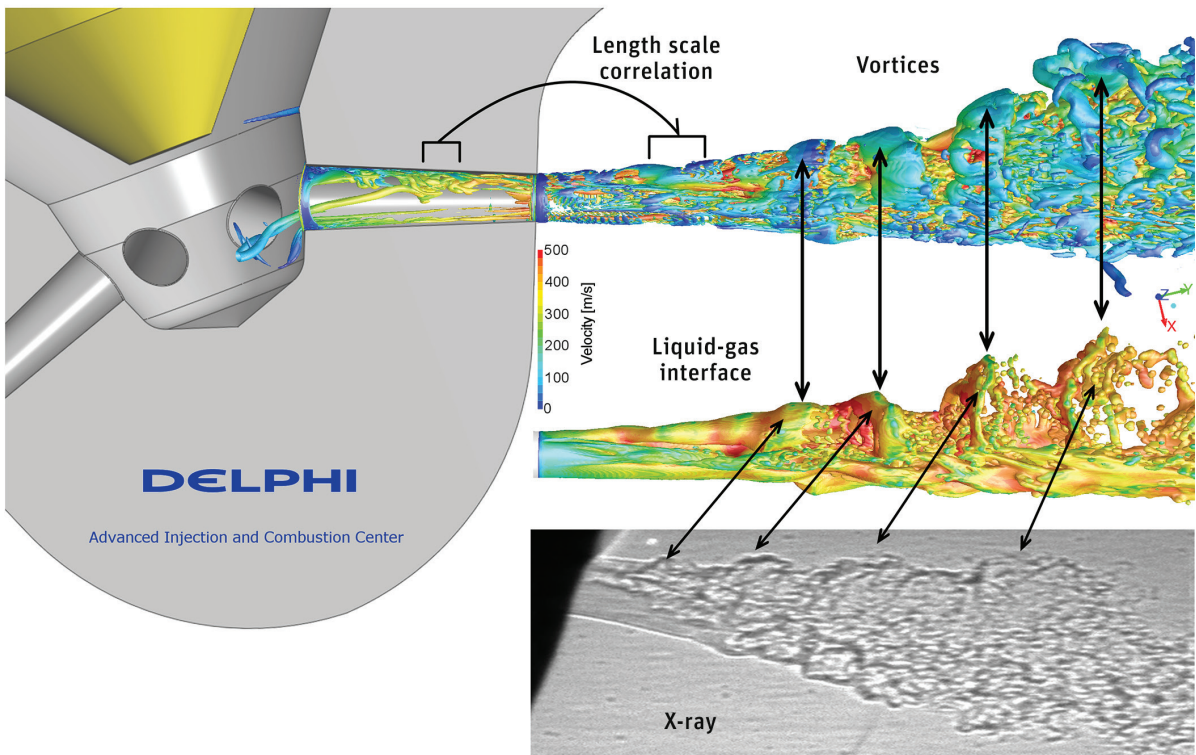 Length scale
correlation
Vortices
500
400
300
200
100
0
Velocity [m/s]
Z
Y
X
Liquid-gas
interface
DELPHI
Advanced Injection and Combustion Center
X-ray